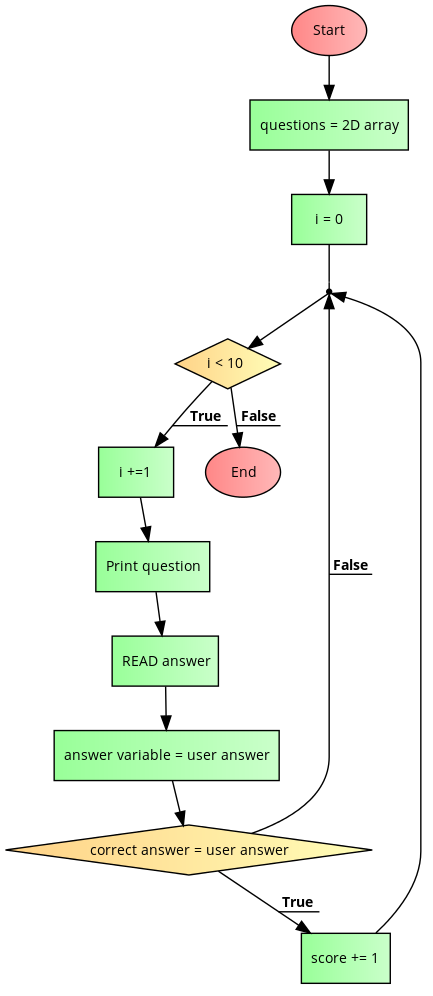 Start
questions = 2D array
i = 0
i < 10
True
False
i +=1
End
Print question
False
READ answer
answer variable = user answer
correct answer = user answer
True
score += 1